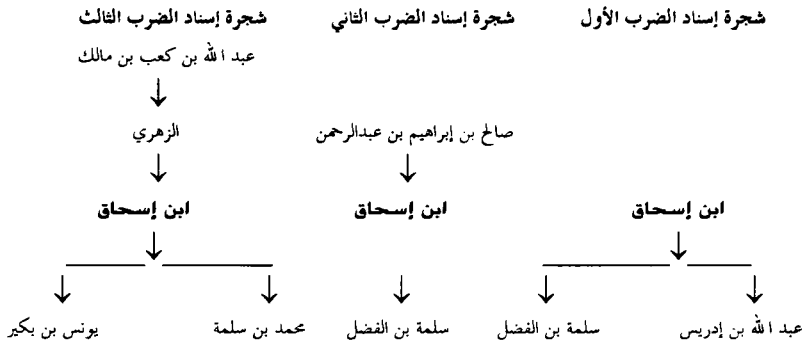 شجرة إسناد الضرب الأول
شجرة إسناد الضرب الثاني
شجرة إسناد الضرب الثالث
عبد الله بن كعب بن مالك
صالح بن إبراهيم بن عبدالرحمن
الزهري
ابن إسحاق
ابن إسحاق
ابن إسحاق
عبد الله بن إدريس
سلمة بن الفضل
سلمة بن الفضل
محمد بن سلمة
يونس بن بكير